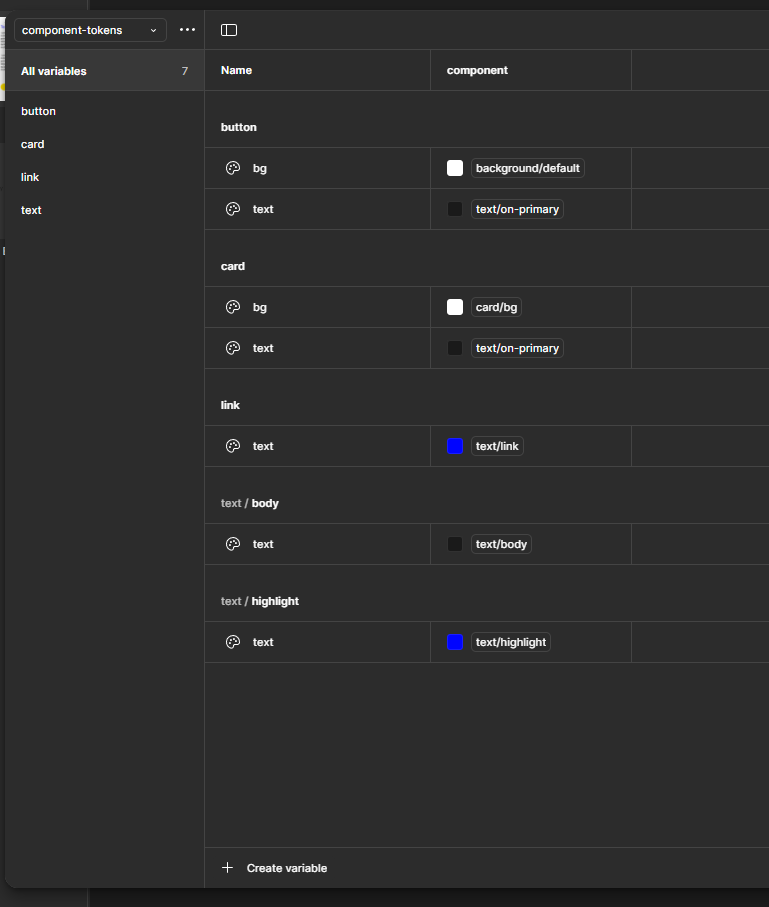 component-tokens
All variables 7
button
card
link
text
Name component
button
bg background/default
text text/on-primary
card
bg card/bg
text text/on-primary
link
text text/link
text / body
text text/body
text / highlight
text text/highlight
Create variable